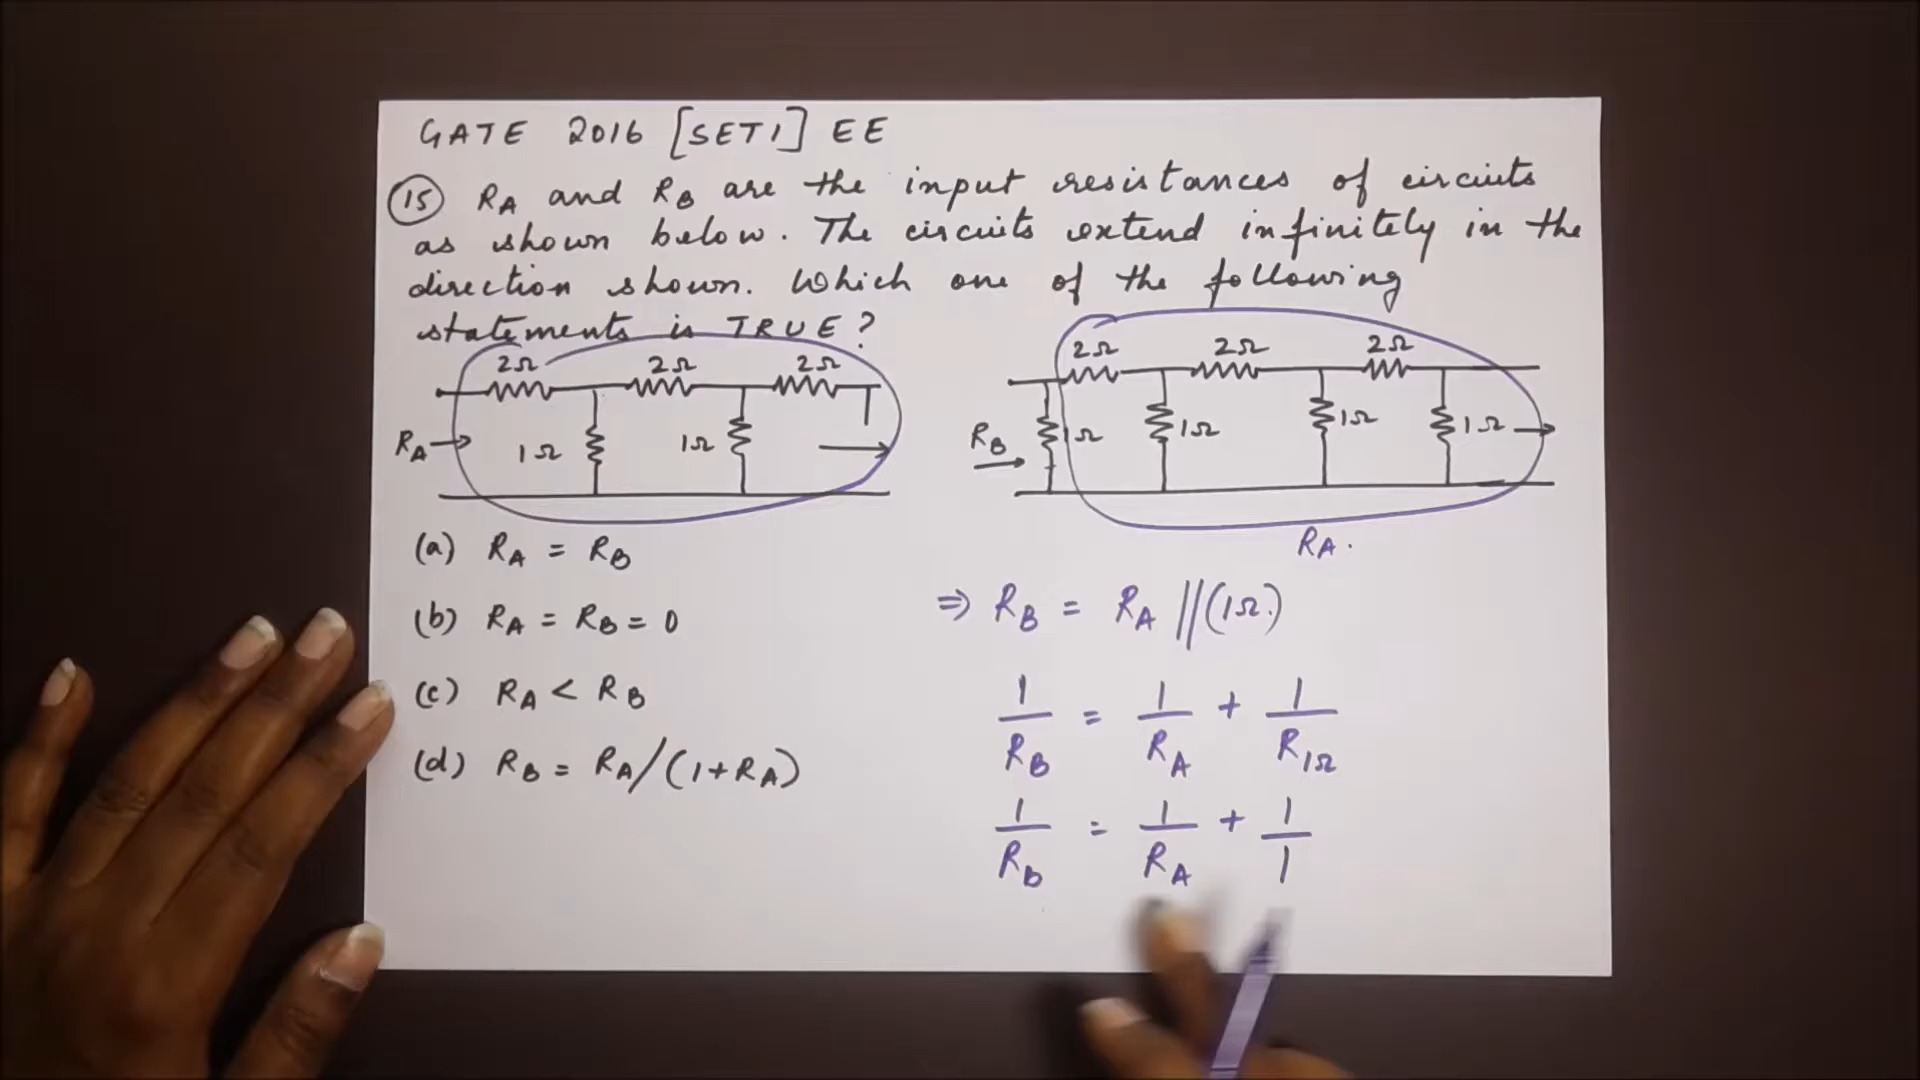 GATE 2016 [SET1] EE
(15) RA and RB are the input resistances of circuits
as shown below. The circuits extend infinitely in the
direction shown. Which one of the following
statements is TRUE?
2Ω 2Ω 2Ω
RA → 1Ω 1Ω
2Ω 2Ω 2Ω
RB → 1Ω 1Ω 1Ω 1Ω
RA.
(a) RA = RB
(b) RA = RB = 0
(c) RA < RB
(d) RB = RA/(1+RA)
⇒ RB = RA // (1Ω.)
1/RB = 1/RA + 1/R1Ω
1/RB = 1/RA + 1/1